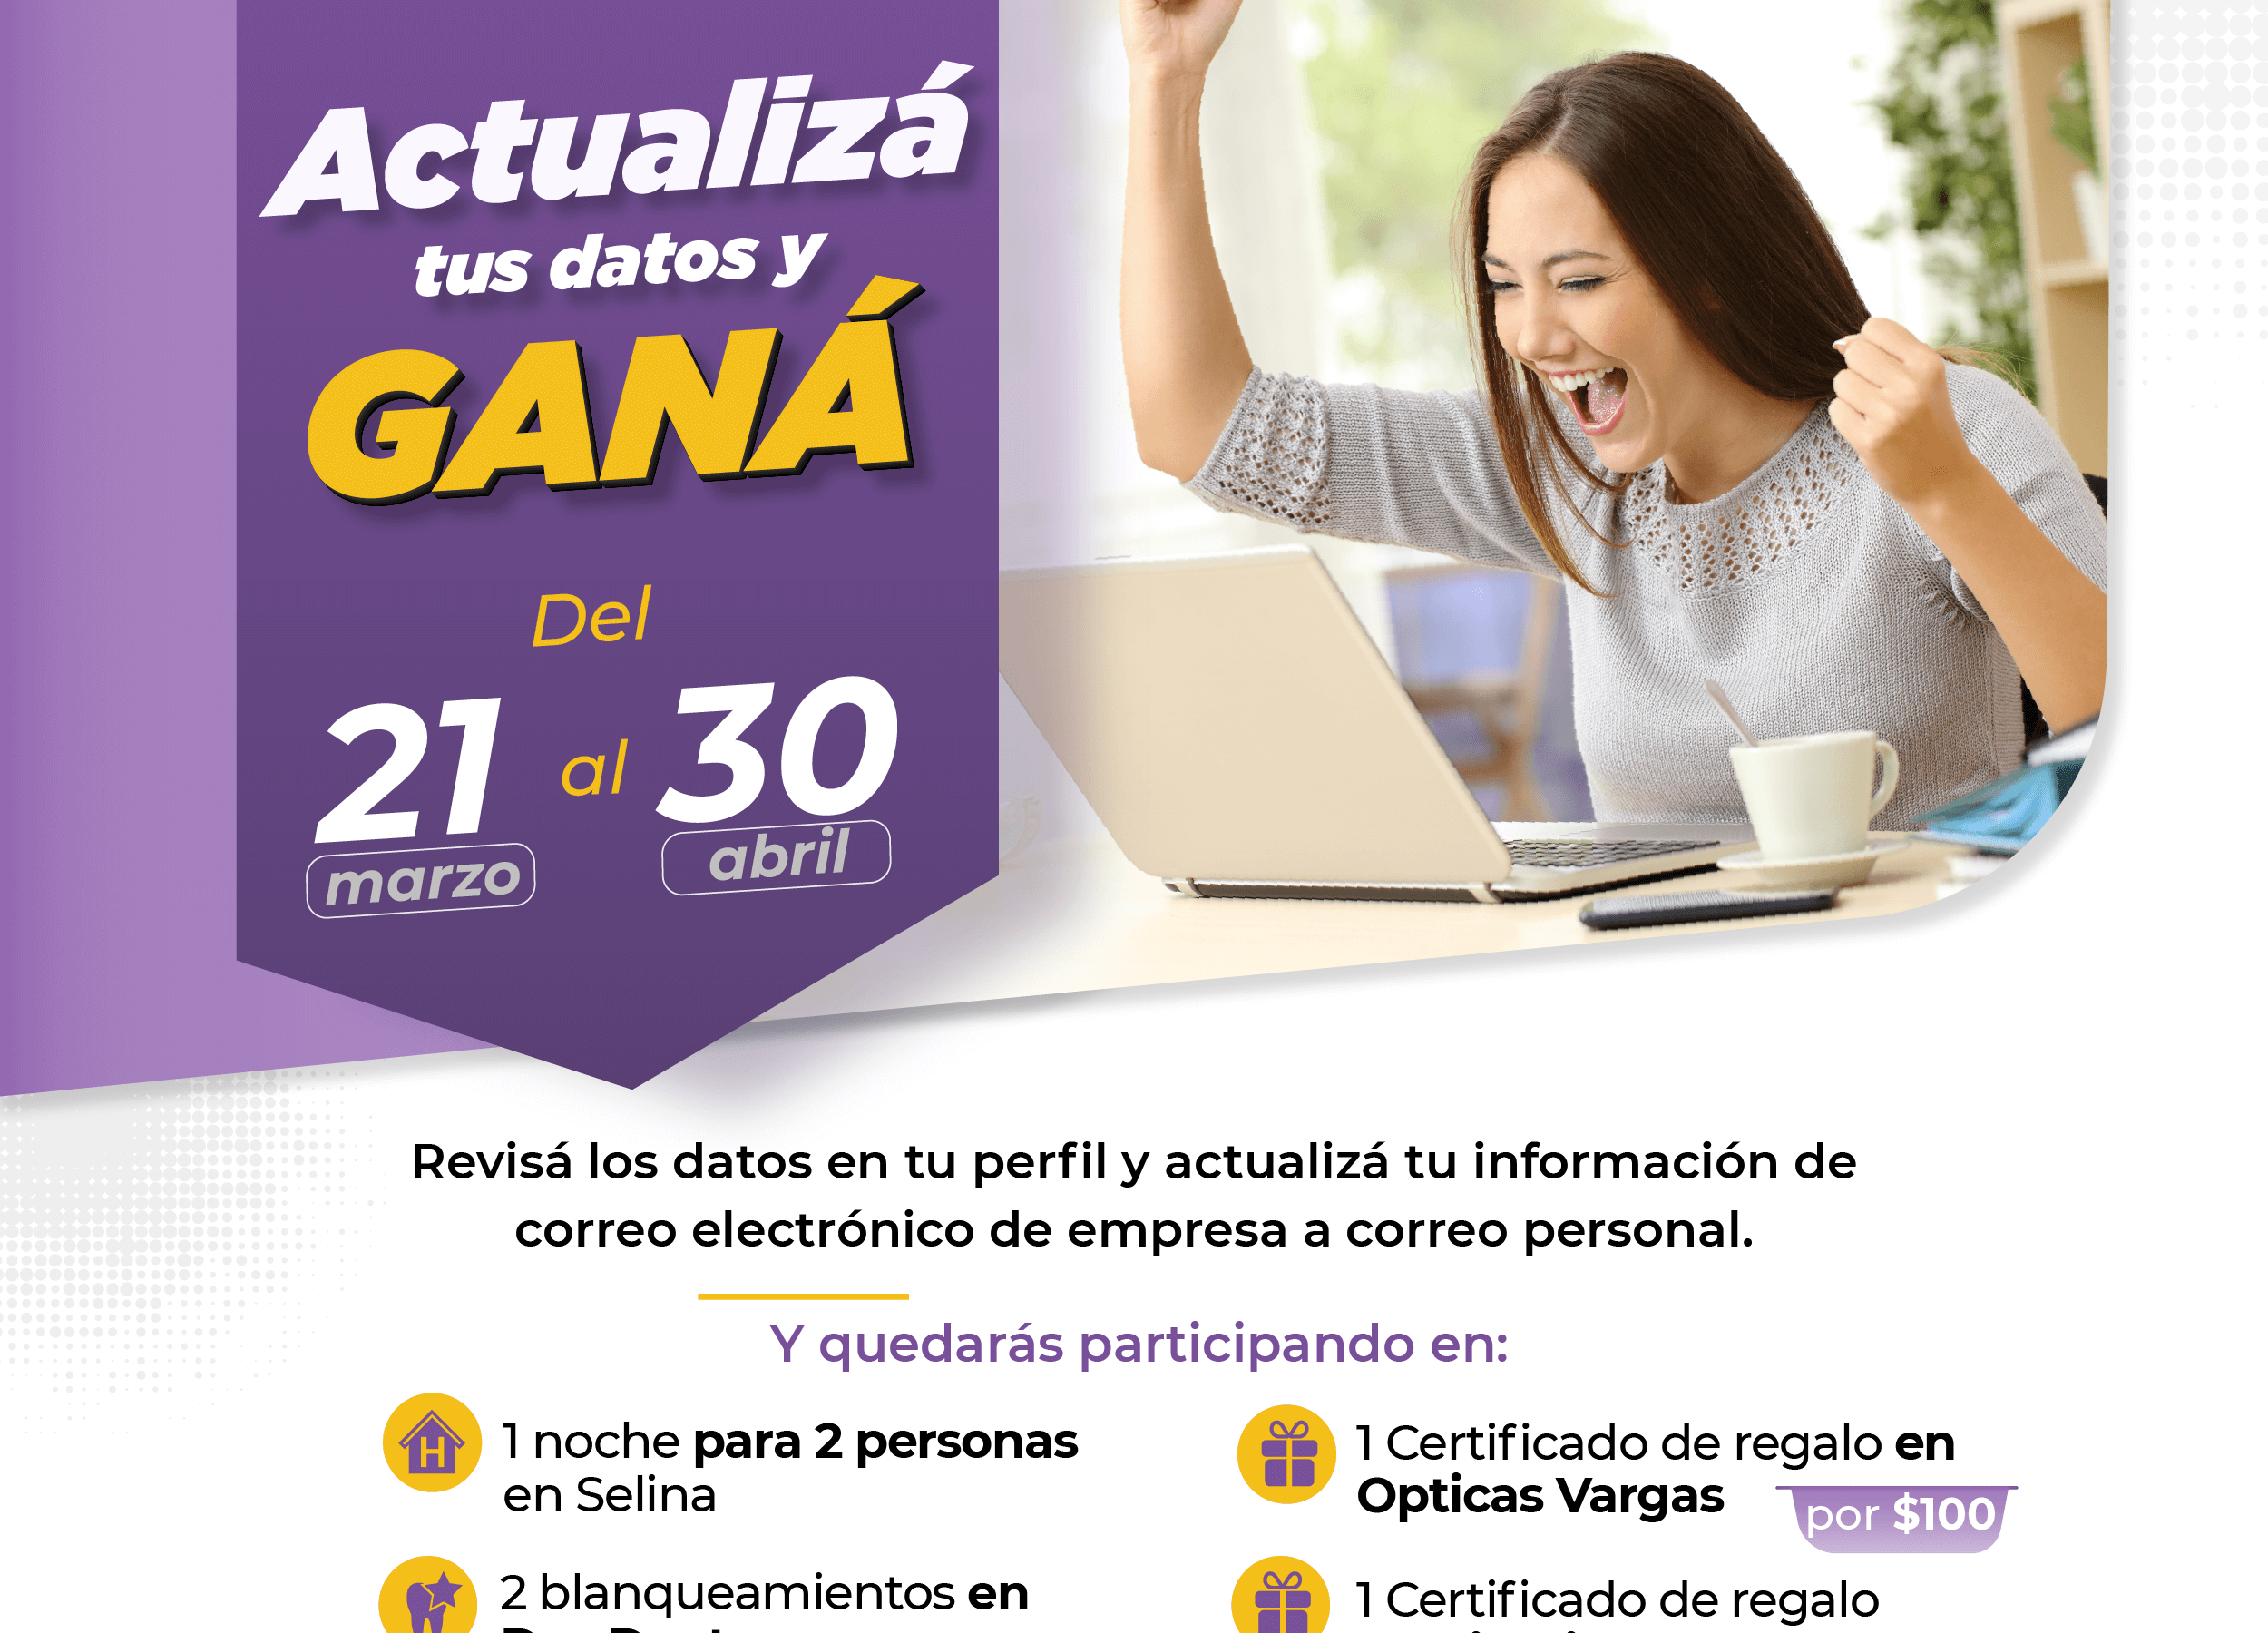 Actualizá
tus datos y
GANÁ
Del
21 al 30
marzo abril
Revisá los datos en tu perfil y actualizá tu información de
correo electrónico de empresa a correo personal.
Y quedarás participando en:
1 noche para 2 personas
en Selina
1 Certificado de regalo en
Opticas Vargas por $100
2 blanqueamientos en
1 Certificado de regalo